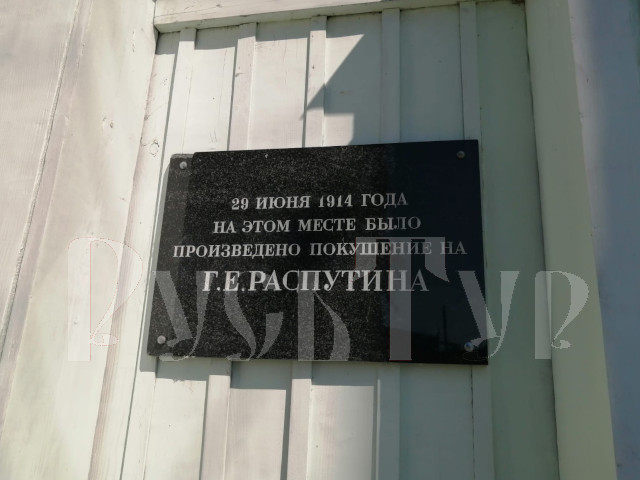 29 ИЮНЯ 1914 ГОДА
НА ЭТОМ МЕСТЕ БЫЛО
ПРОИЗВЕДЕНО ПОКУШЕНИЕ НА
Г.Е.РАСПУТИНА
РУСЬТУР